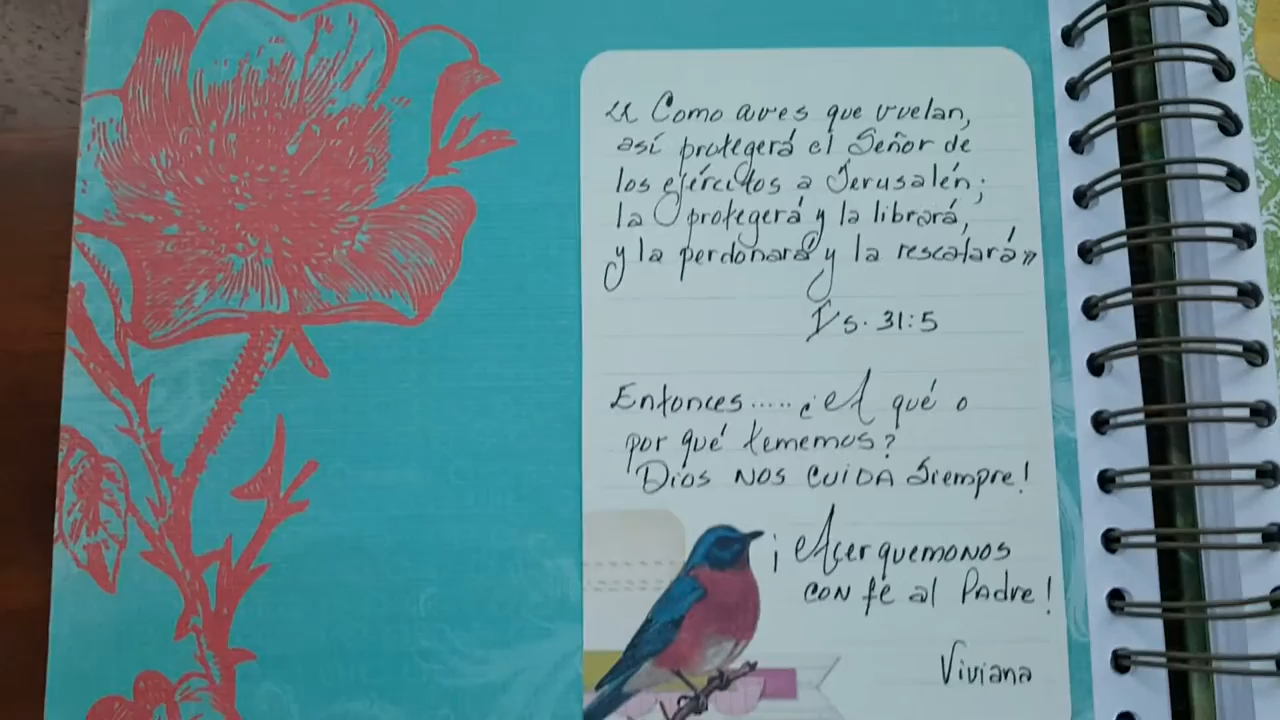 « Como aves que vuelan,
así protegerá el Señor de
los ejércitos a Jerusalén;
la protegerá y la librará,
y la perdonará y la rescatará»
Is. 31:5
Entonces.....¿A qué o
por qué tememos?
Dios nos cuida siempre!
¡Acerquemonos
con fe al Padre!
Viviana